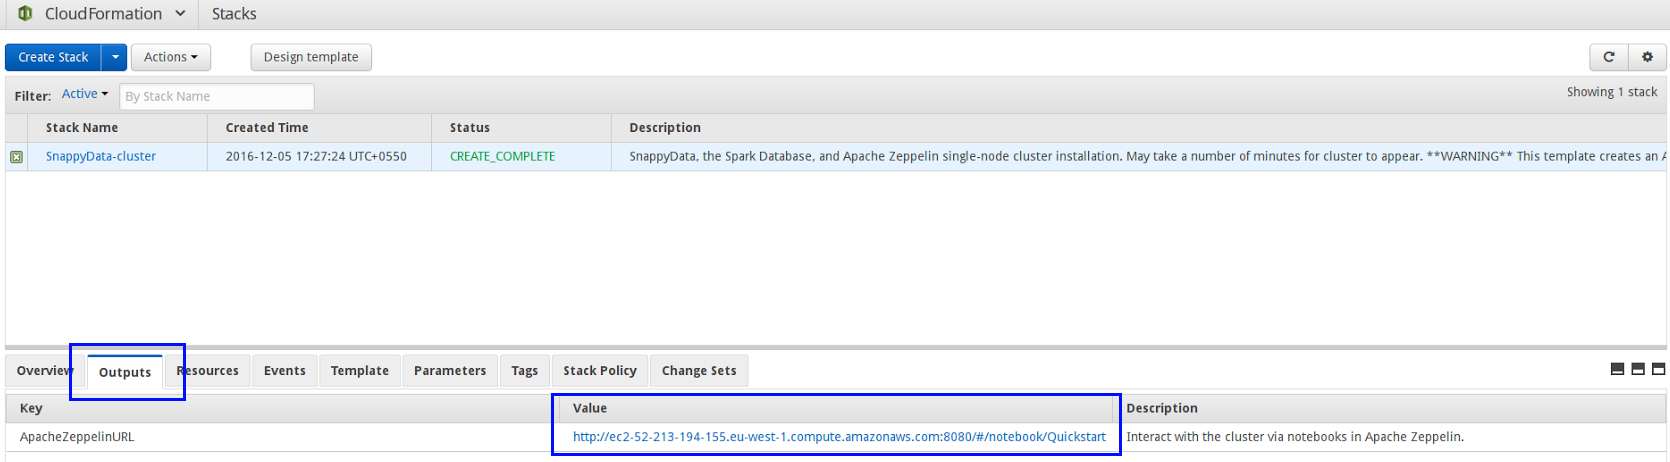 CloudFormation Stacks
Create Stack Actions Design template
Filter: Active By Stack Name Showing 1 stack
Stack Name Created Time Status Description
SnappyData-cluster 2016-12-05 17:27:24 UTC+0550 CREATE_COMPLETE SnappyData, the Spark Database, and Apache Zeppelin single-node cluster installation. May take a number of minutes for cluster to appear. **WARNING** This template creates an A
Overview Outputs Resources Events Template Parameters Tags Stack Policy Change Sets
Key Value Description
ApacheZeppelinURL http://ec2-52-213-194-155.eu-west-1.compute.amazonaws.com:8080/#/notebook/Quickstart Interact with the cluster via notebooks in Apache Zeppelin.